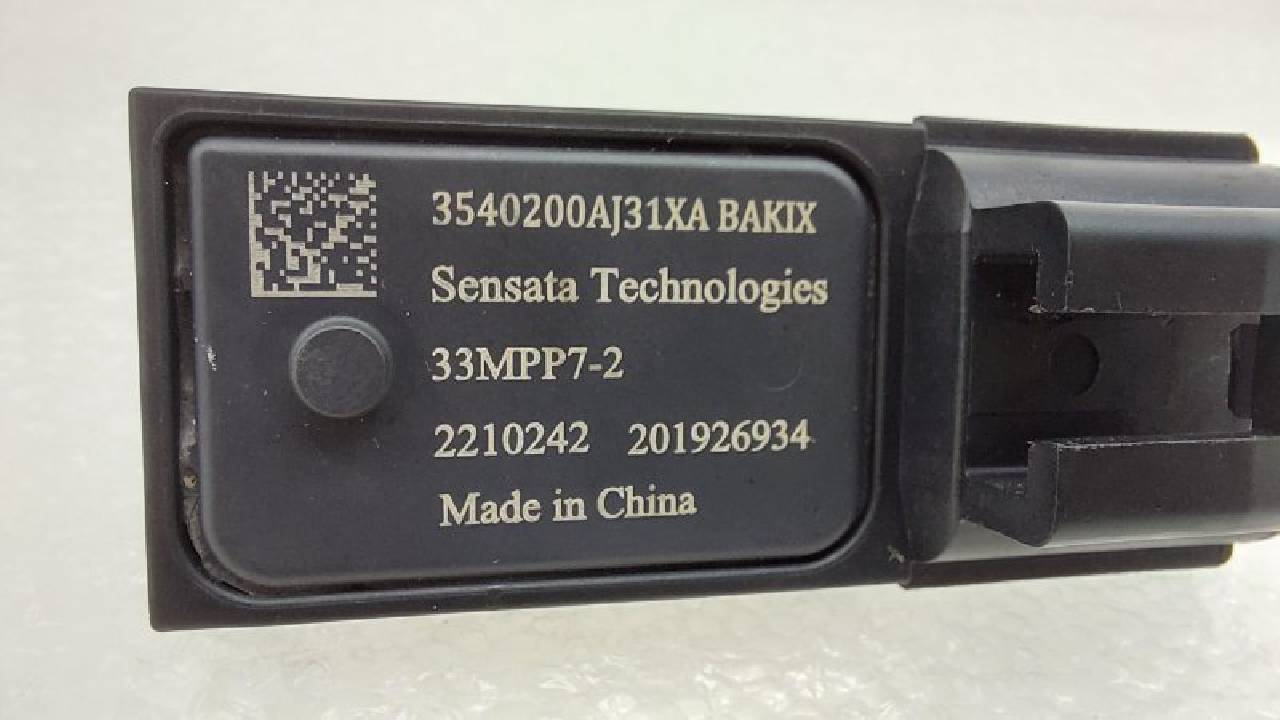 3540200AJ31XA BAKIX
Sensata Technologies
33MPP7-2
2210242 201926934
Made in China